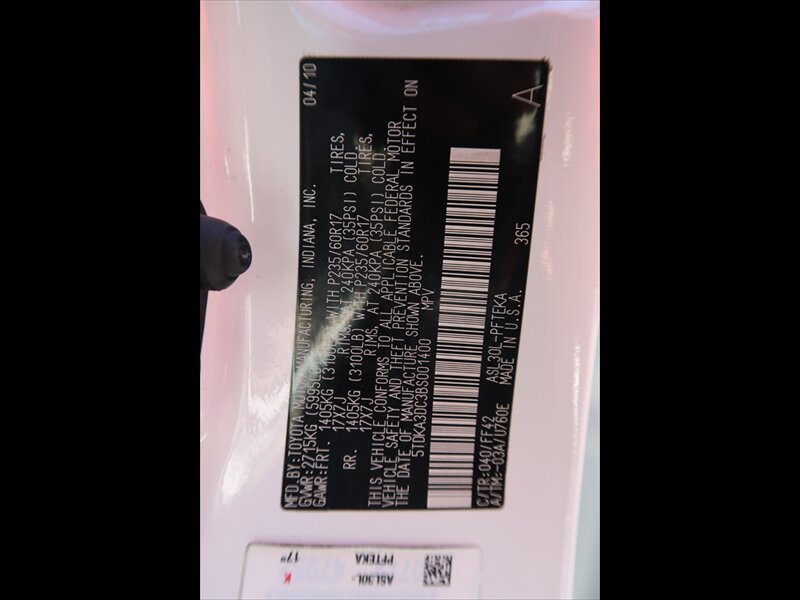 MFD.BY:TOYOTA MOTOR MANUFACTURING, INDIANA, INC. 04/10
GVWR:2715KG (5995LB)
GAWR:FRT. 1405KG (3100LB) WITH P235/60R17 TIRES,
17X7J RIMS, AT 240KPA (35PSI) COLD.
RR. 1405KG (3100LB) WITH P235/60R17 TIRES,
17X7J RIMS, AT 240KPA (35PSI) COLD.
THIS VEHICLE CONFORMS TO ALL APPLICABLE FEDERAL MOTOR
VEHICLE SAFETY AND THEFT PREVENTION STANDARDS IN EFFECT ON
THE DATE OF MANUFACTURE SHOWN ABOVE.
5TDKA3DC3BS001400 MPV
C/TR:040/FF42 ASL30L-PFTEKA 365 A
A/TM:-03A/U760E MADE IN U.S.A.
17" PFTEKA ASL30L-
K